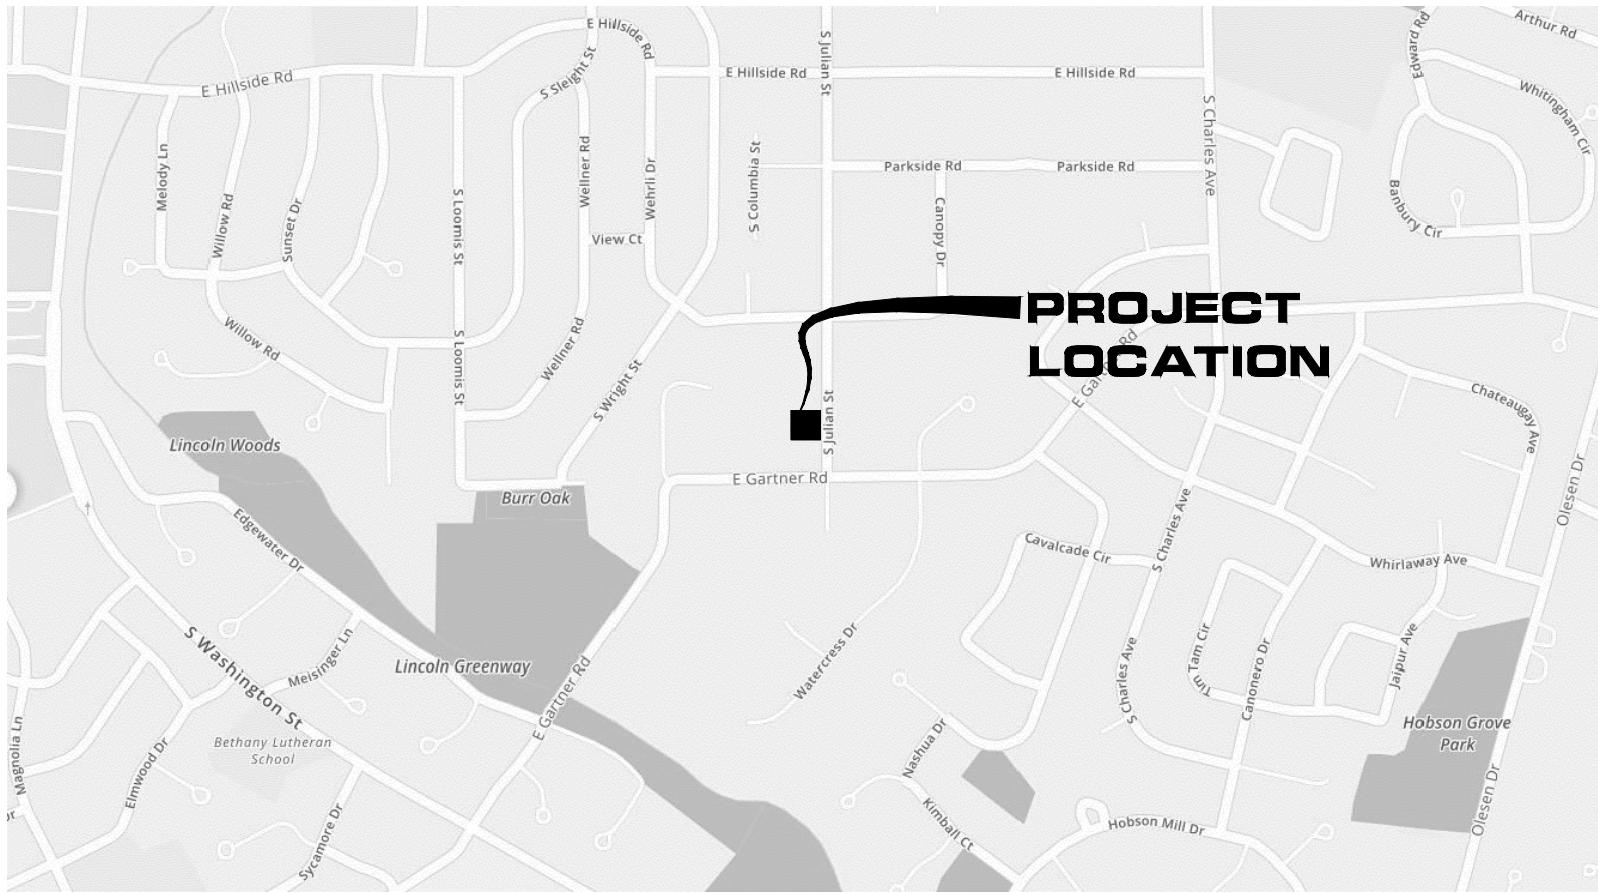 E Hillside Rd
Arthur Rd
Edward Rd
S Julian St
E Hillside Rd
E Hillside Rd
E Hillside Rd
S Sleight St
Whitingham Cir
S Charles Ave
Melody Ln
Wellner Rd
Wehrli Dr
S Columbia St
Parkside Rd
Parkside Rd
Willow Rd
Sunset Dr
S Loomis St
View Ct
Canopy Dr
Banbury Cir
PROJECT
LOCATION
Willow Rd
S Loomis St
Wellner Rd
S Wright St
S Julian St
E Gartner Rd
Chateaugay Ave
Lincoln Woods
E Gartner Rd
Burr Oak
Olesen Dr
Edgewater Dr
Cavalcade Cir
S Charles Ave
Whirlaway Ave
S Washington St
Meisinger Ln
Lincoln Greenway
Watercress Dr
S Charles Ave
Tim Tam Cir
Canonero Dr
Jaipur Ave
E Gartner Rd
Hobson Grove
Park
Bethany Lutheran
School
Magnolia Ln
Elmwood Dr
Nashua Dr
Sycamore Dr
Kimball Ct
Hobson Mill Dr
Olesen Dr
Dr